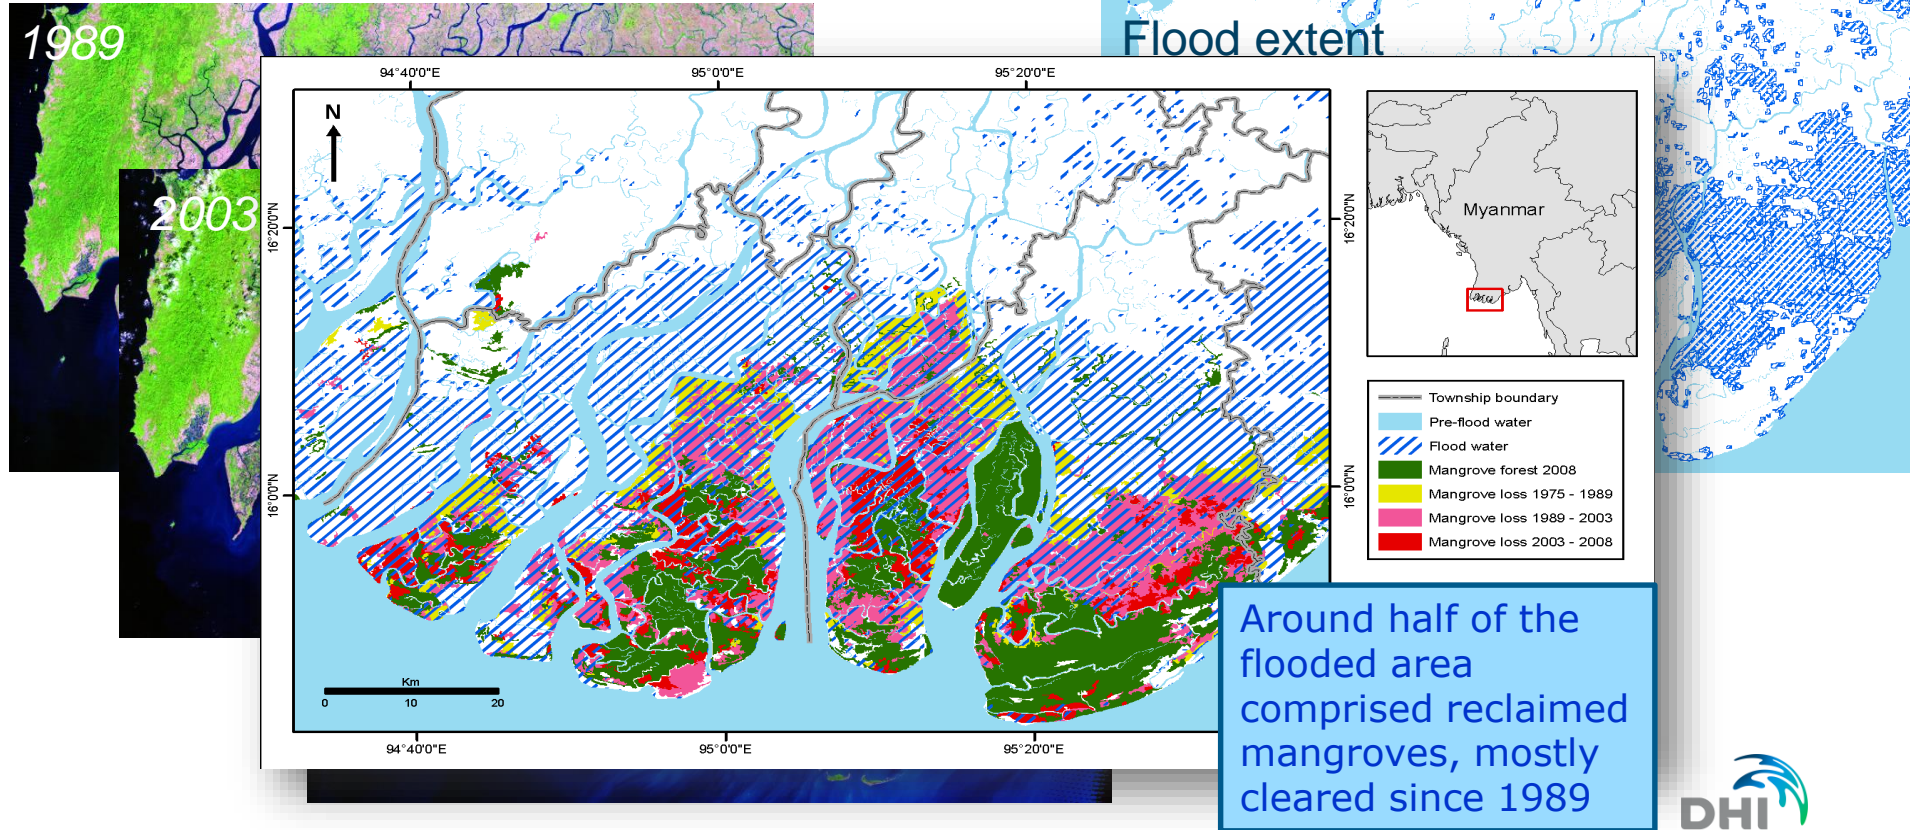 1989
Flood extent
2003
94°40'0"E
95°0'0"E
95°20'0"E
N
16°20'0"N
16°20'0"N
16°0'0"N
16°0'0"N
Myanmar
Township boundary
Pre-flood water
Flood water
Mangrove forest 2008
Mangrove loss 1975 - 1989
Mangrove loss 1989 - 2003
Mangrove loss 2003 - 2008
Km
0 10 20
94°40'0"E
95°0'0"E
95°20'0"E
Around half of the
flooded area
comprised reclaimed
mangroves, mostly
cleared since 1989
DHI